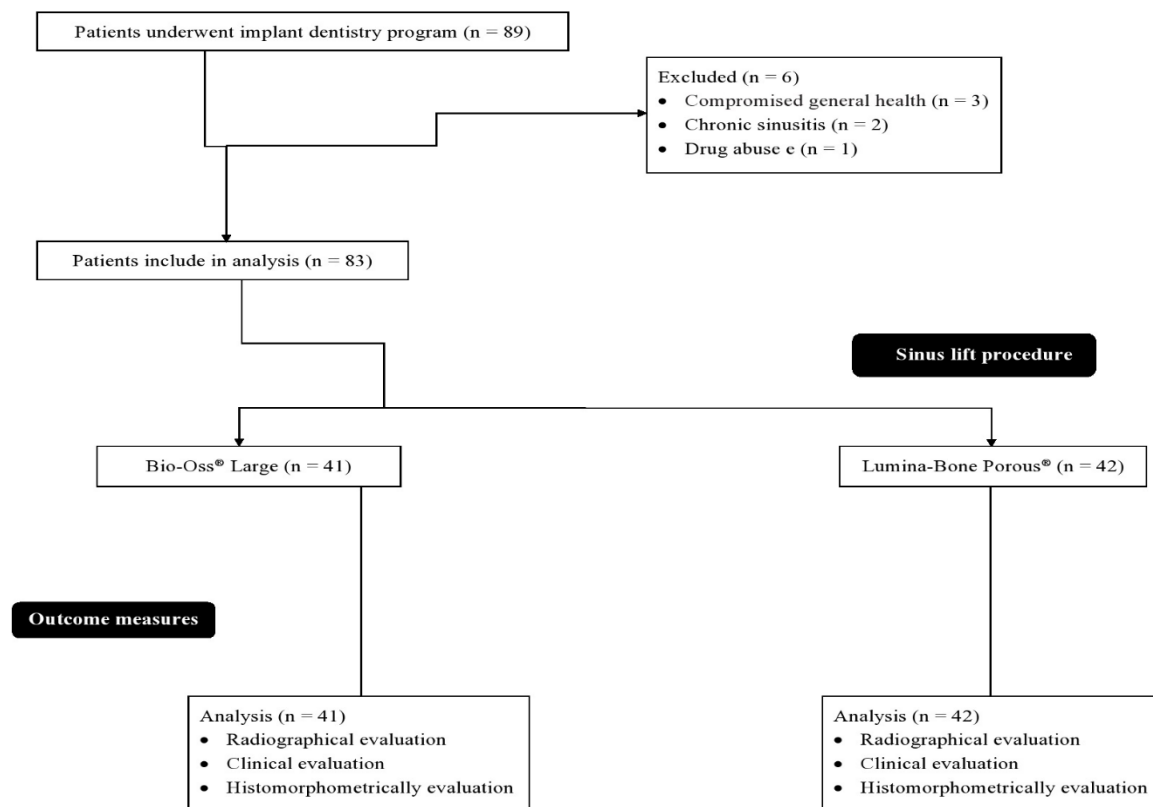 Patients underwent implant dentistry program (n = 89)
Excluded (n = 6)
• Compromised general health (n = 3)
• Chronic sinusitis (n = 2)
• Drug abuse e (n = 1)
Patients include in analysis (n = 83)
Sinus lift procedure
Bio-Oss® Large (n = 41)
Lumina-Bone Porous® (n = 42)
Outcome measures
Analysis (n = 41)
• Radiographical evaluation
• Clinical evaluation
• Histomorphometrically evaluation
Analysis (n = 42)
• Radiographical evaluation
• Clinical evaluation
• Histomorphometrically evaluation